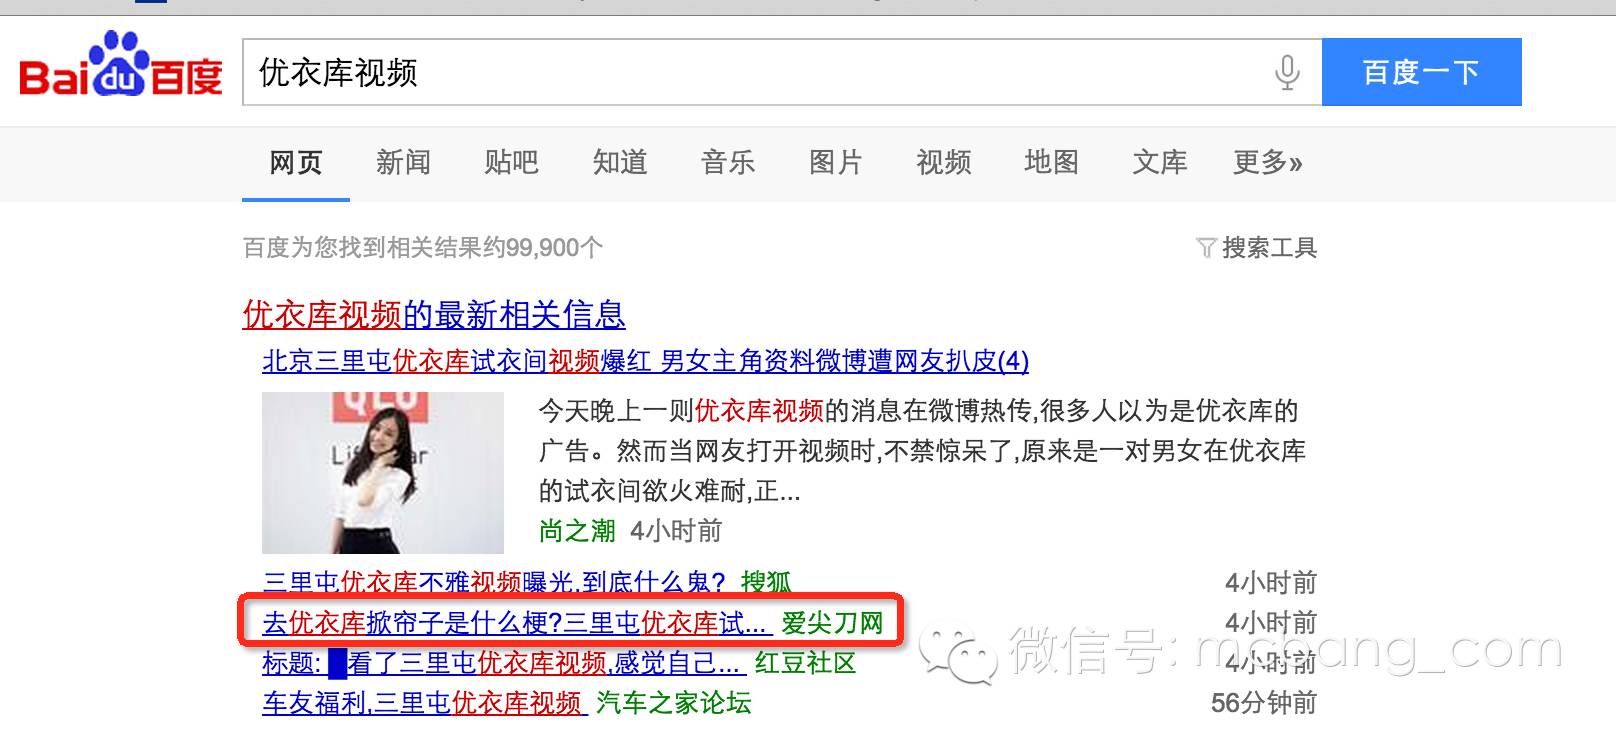 Bai du 百度
优衣库视频
百度一下
网页 新闻 贴吧 知道 音乐 图片 视频 地图 文库 更多»
百度为您找到相关结果约99,900个
搜索工具
优衣库视频的最新相关信息
北京三里屯优衣库试衣间视频爆红 男女主角资料微博遭网友扒皮(4)
今天晚上一则优衣库视频的消息在微博热传,很多人以为是优衣库的
广告。然而当网友打开视频时,不禁惊呆了,原来是一对男女在优衣库
的试衣间欲火难耐,正...
尚之潮 4小时前
三里屯优衣库不雅视频曝光,到底什么鬼? 搜狐 4小时前
去优衣库掀帘子是什么梗?三里屯优衣库试... 爱尖刀网 4小时前
标题: █看了三里屯优衣库视频,感觉自己... 红豆社区 4小时前
车友福利,三里屯优衣库视频 汽车之家论坛 56分钟前
微信号: